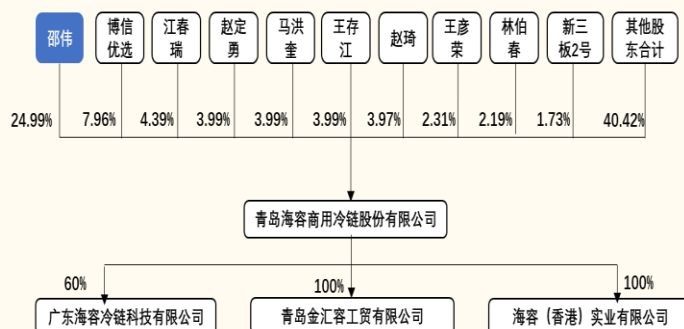 邵伟
博信
优选
江春
瑞
赵定
勇
马洪
奎
王存
江
赵琦
王彦
荣
林伯
春
新三
板2号
其他股
东合计
24.99%
7.96%
4.39%
3.99%
3.99%
3.99%
3.97%
2.31%
2.19%
1.73%
40.42%
青岛海容商用冷链股份有限公司
60%
100%
100%
广东海容冷链科技有限公司
青岛金汇容工贸有限公司
海容（香港）实业有限公司